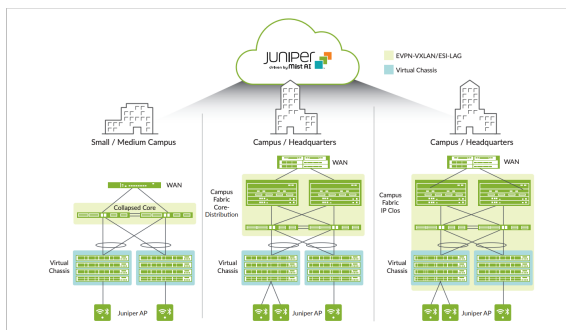 JUNIPER
driven by Mist AI
EVPN-VXLAN/ESI-LAG
Virtual Chassis
Small / Medium Campus
WAN
Collapsed Core
Virtual
Chassis
Juniper AP
Campus / Headquarters
WAN
Campus
Fabric
Core-
Distribution
Virtual
Chassis
Juniper AP
Campus / Headquarters
WAN
Campus
Fabric
IP Clos
Virtual
Chassis
Juniper AP